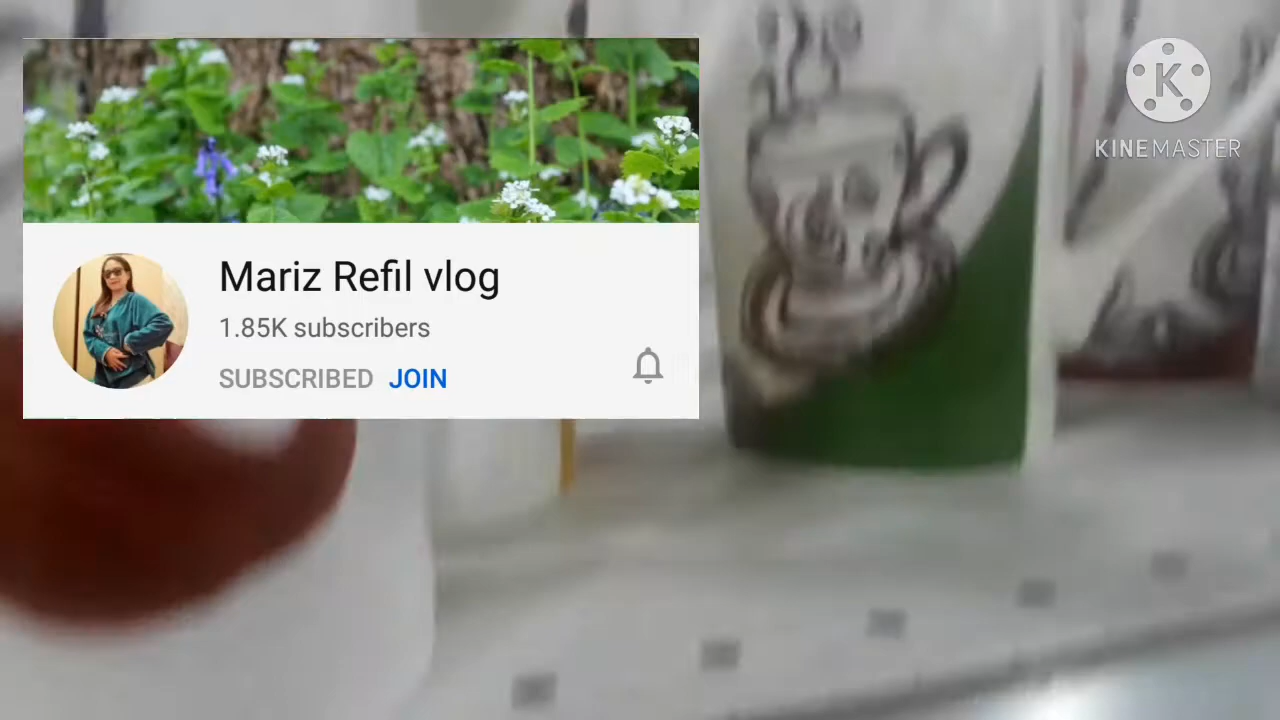 Mariz Refil vlog
1.85K subscribers
SUBSCRIBED JOIN
K
KINEMASTER